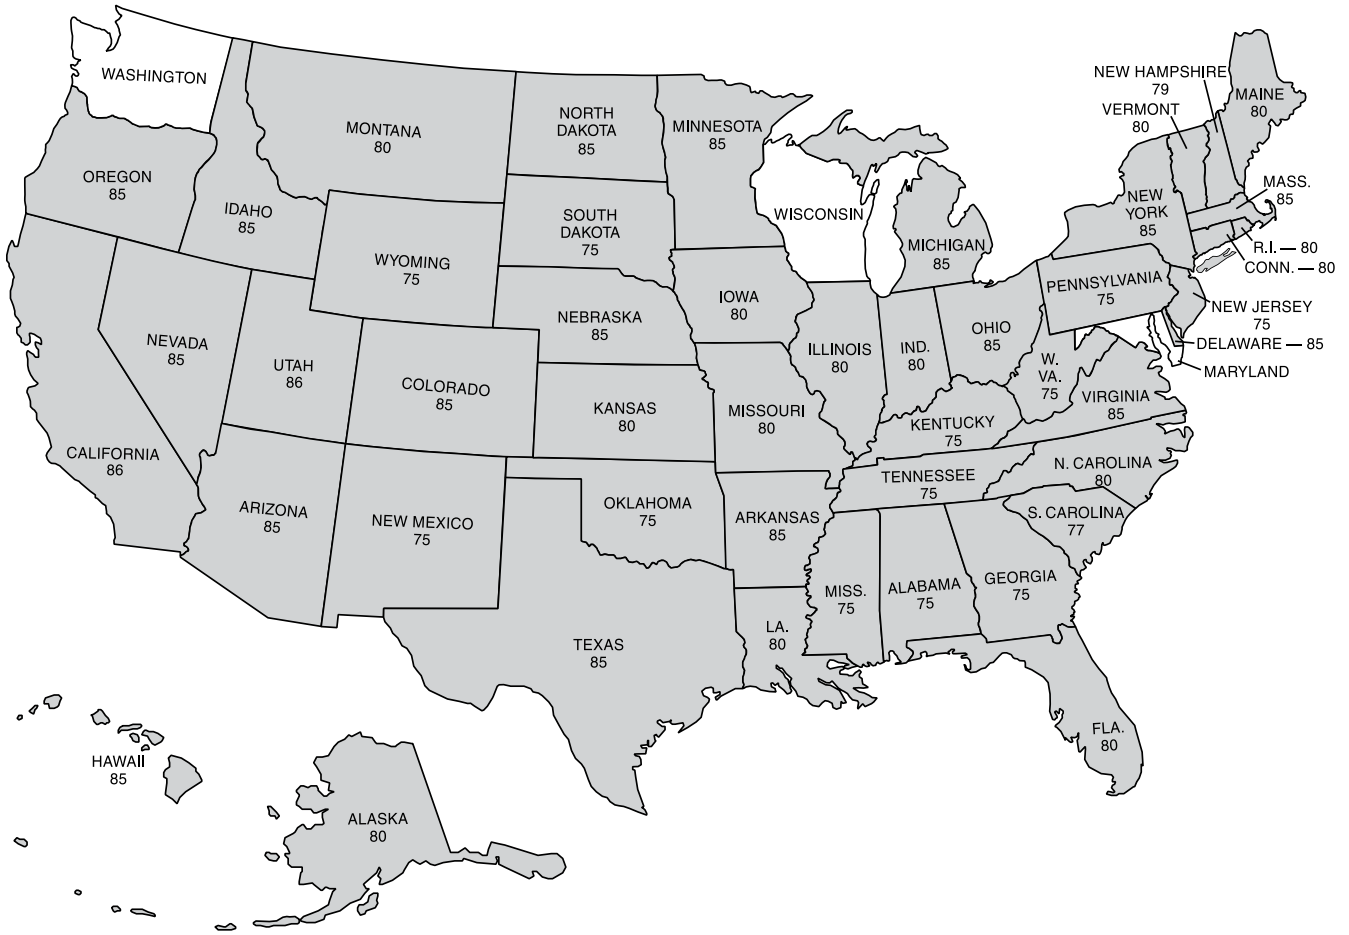 WASHINGTON
OREGON
85
IDAHO
85
MONTANA
80
NORTH
DAKOTA
85
MINNESOTA
85
WISCONSIN
MICHIGAN
85
NEW HAMPSHIRE
79
VERMONT
80
MAINE
80
MASS.
85
NEW
YORK
85
R.I. — 80
CONN. — 80
WYOMING
75
SOUTH
DAKOTA
75
IOWA
80
NEBRASKA
85
PENNSYLVANIA
75
NEW JERSEY
75
DELAWARE — 85
MARYLAND
NEVADA
85
UTAH
86
COLORADO
85
KANSAS
80
MISSOURI
80
ILLINOIS
80
IND.
80
OHIO
85
W.
VA.
75
VIRGINIA
85
KENTUCKY
75
CALIFORNIA
86
ARIZONA
85
NEW MEXICO
75
OKLAHOMA
75
ARKANSAS
85
TENNESSEE
75
N. CAROLINA
80
S. CAROLINA
77
TEXAS
85
LA.
80
MISS.
75
ALABAMA
75
GEORGIA
75
FLA.
80
HAWAII
85
ALASKA
80